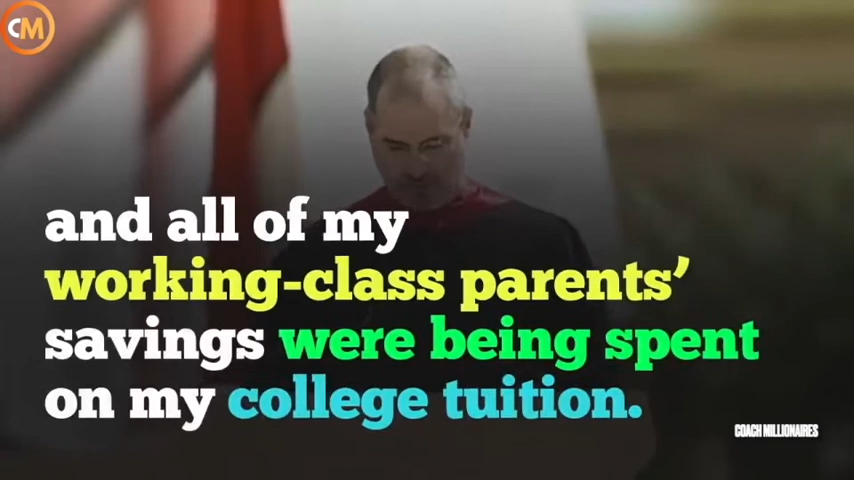 CM
and all of my
working-class parents’
savings were being spent
on my college tuition.
COACH MILLIONAIRES